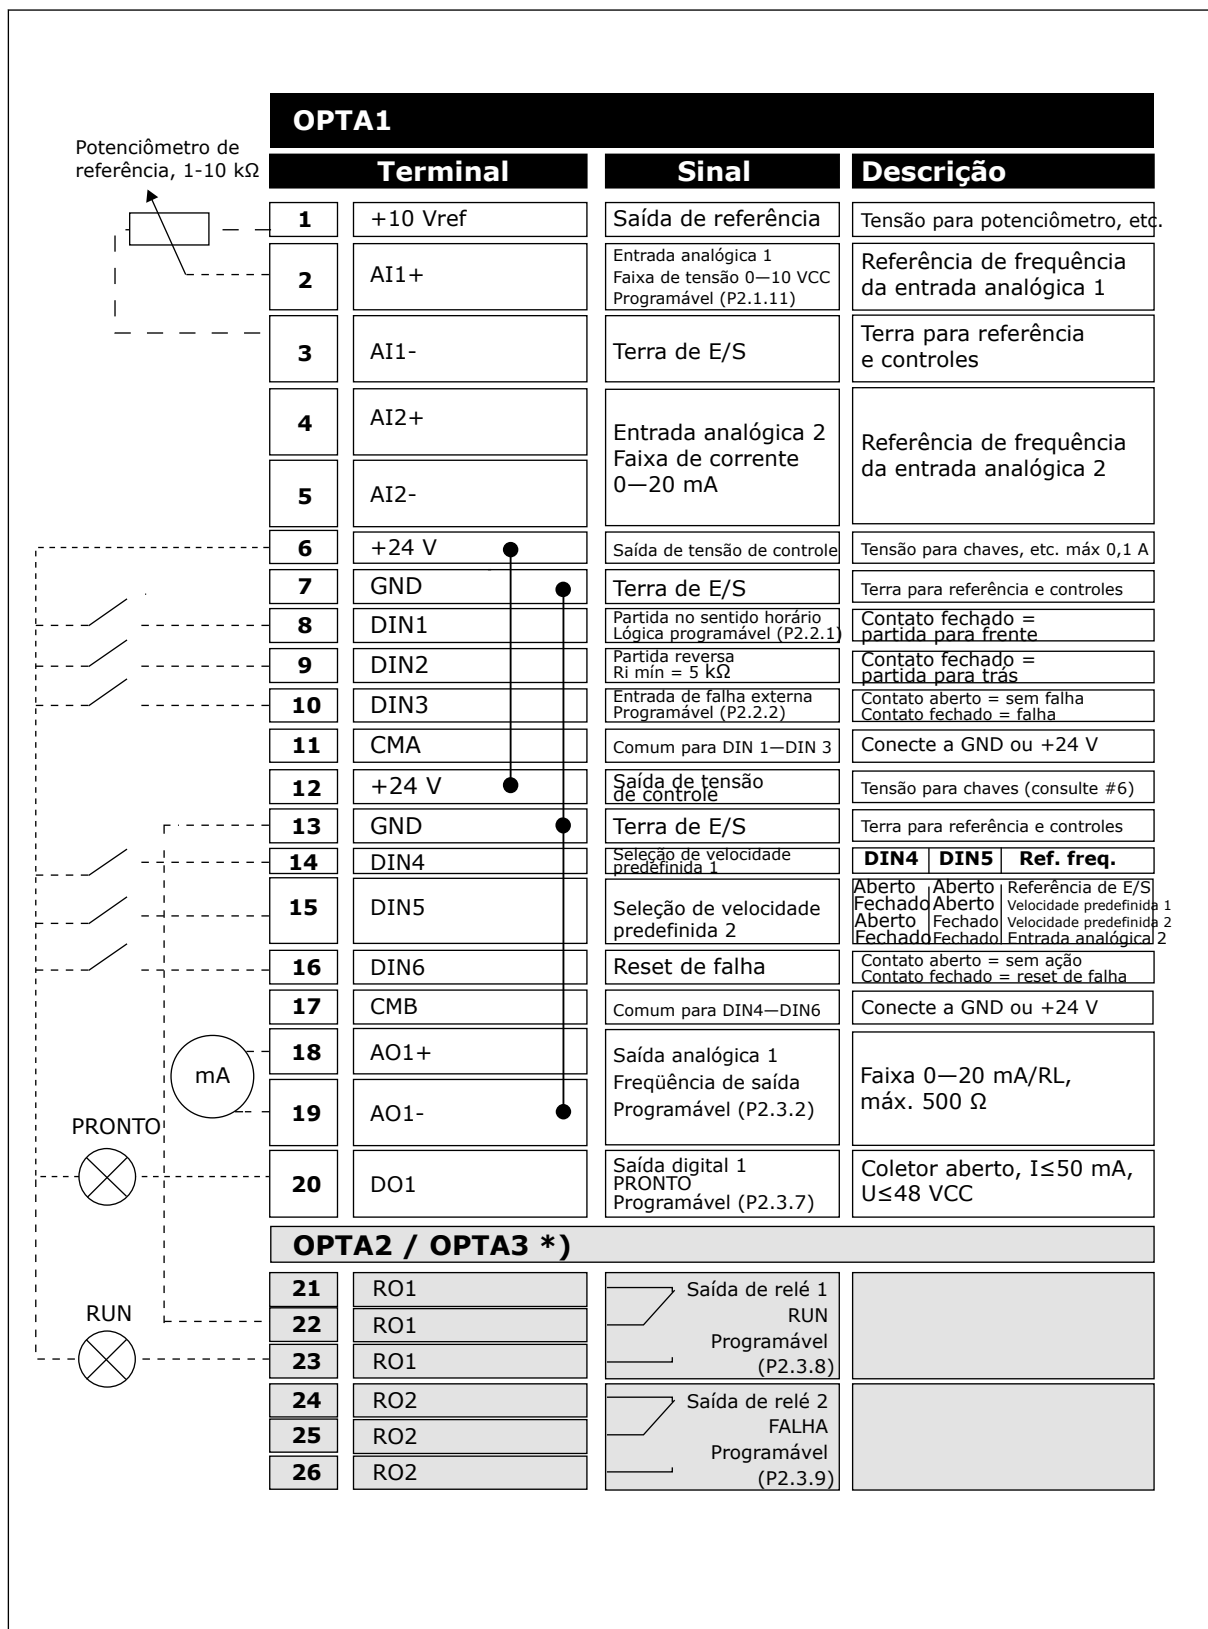 OPTA1
Potenciômetro de
referência, 1-10 kΩ
Terminal Sinal Descrição
1 +10 Vref Saída de referência Tensão para potenciômetro, etc.
2 AI1+ Entrada analógica 1
Faixa de tensão 0—10 VCC
Programável (P2.1.11)
Referência de frequência
da entrada analógica 1
3 AI1- Terra de E/S Terra para referência
e controles
4 AI2+
5 AI2-
Entrada analógica 2
Faixa de corrente
0—20 mA
Referência de frequência
da entrada analógica 2
6 +24 V Saída de tensão de controle Tensão para chaves, etc. máx 0,1 A
7 GND Terra de E/S Terra para referência e controles
8 DIN1 Partida no sentido horário
Lógica programável (P2.2.1)
Contato fechado =
partida para frente
9 DIN2 Partida reversa
Ri mín = 5 kΩ
Contato fechado =
partida para trás
10 DIN3 Entrada de falha externa
Programável (P2.2.2)
Contato aberto = sem falha
Contato fechado = falha
11 CMA Comum para DIN 1—DIN 3 Conecte a GND ou +24 V
12 +24 V Saída de tensão
de controle
Tensão para chaves (consulte #6)
13 GND Terra de E/S Terra para referência e controles
14 DIN4 Seleção de velocidade
predefinida 1
DIN4 DIN5 Ref. freq.
15 DIN5 Seleção de velocidade
predefinida 2
Aberto Aberto Referência de E/S
Fechado Aberto Velocidade predefinida 1
Aberto Fechado Velocidade predefinida 2
Fechado Fechado Entrada analógica 2
16 DIN6 Reset de falha Contato aberto = sem ação
Contato fechado = reset de falha
17 CMB Comum para DIN4—DIN6 Conecte a GND ou +24 V
mA
18 AO1+
19 AO1-
Saída analógica 1
Freqüência de saída
Programável (P2.3.2)
Faixa 0—20 mA/RL,
máx. 500 Ω
PRONTO
20 DO1 Saída digital 1
PRONTO
Programável (P2.3.7)
Coletor aberto, I≤50 mA,
U≤48 VCC
OPTA2 / OPTA3 *)
RUN
21 RO1
22 RO1
23 RO1
Saída de relé 1
RUN
Programável
(P2.3.8)
24 RO2
25 RO2
26 RO2
Saída de relé 2
FALHA
Programável
(P2.3.9)